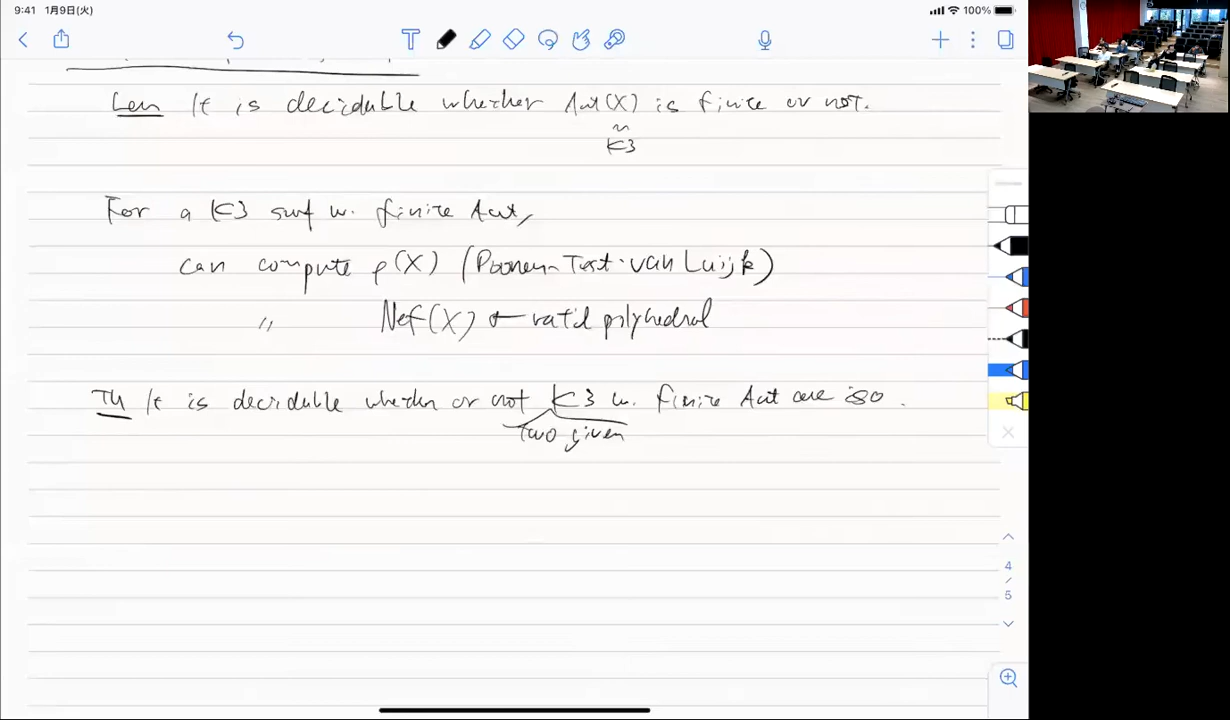 9:41 1月9日(火) 100%
Lem It is decidable whether Aut(X) is finite or not.
K3
For a K3 surf w. finite Aut,
can compute ρ(X) (Poonen-Test-van Luijk)
〃 Nef(X) ← rat'l polyhedral
Th It is decidable whether or not K3 w. finite Aut are iso.
two given
4
/
5